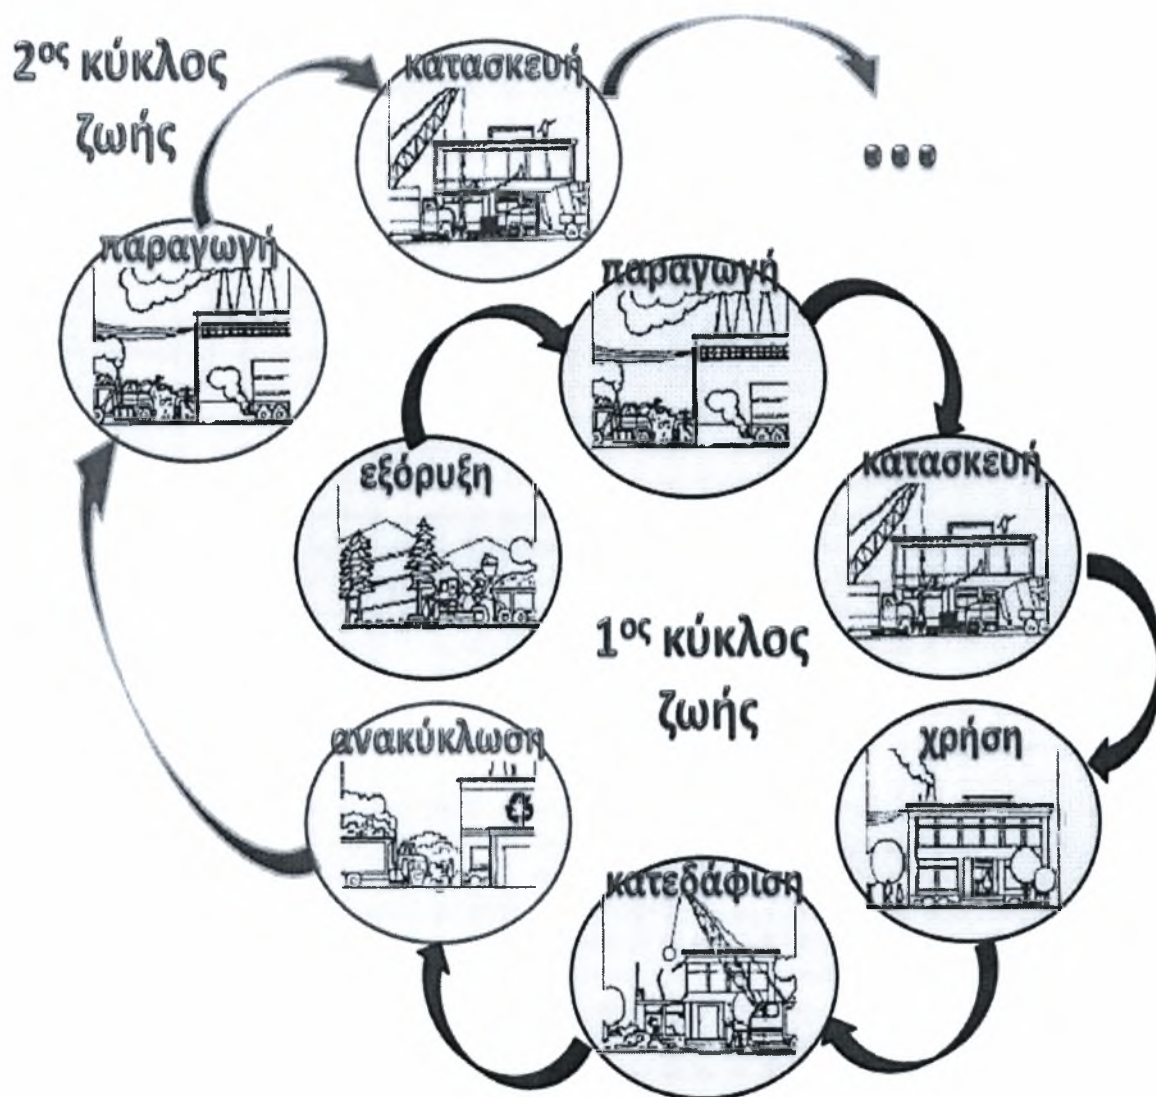 2ος κύκλος
ζωής
κατασκευή
...
παραγωγή
παραγωγή
εξόρυξη
κατασκευή
1ος κύκλος
ζωής
ανακύκλωση
χρήση
κατεδάφιση